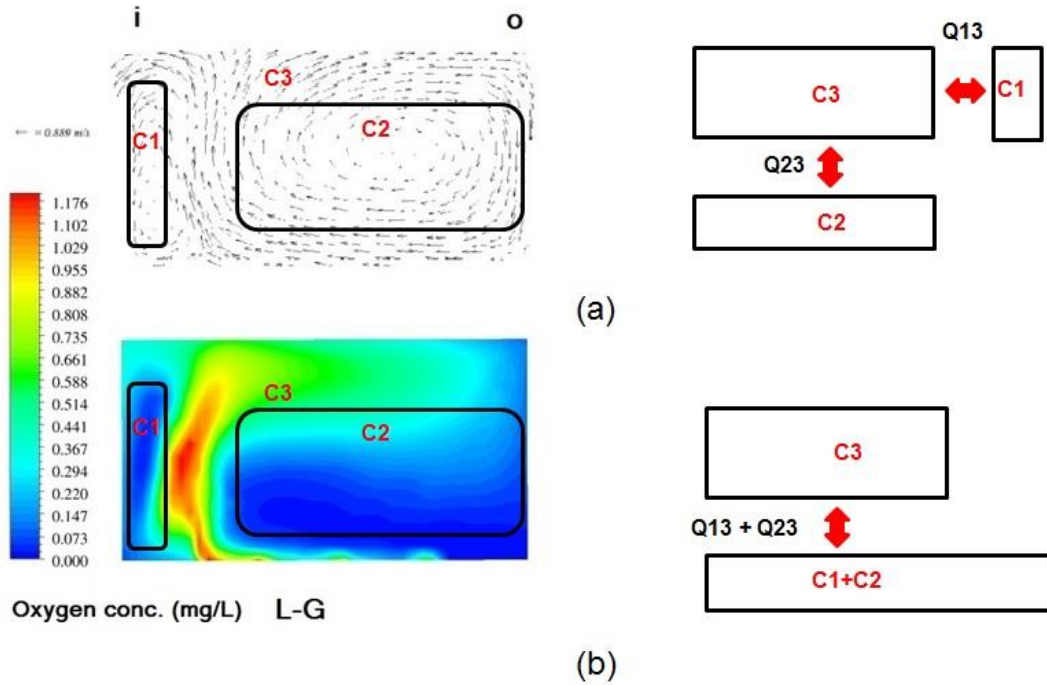 i
o
C3
C1
C2
= 0.889 m/s
Q13
C3
C1
Q23
C2
(a)
1.176
1.102
1.029
0.955
0.882
0.808
0.735
0.661
0.588
0.514
0.441
0.367
0.294
0.220
0.147
0.073
0.000
C3
C1
C2
Oxygen conc. (mg/L) L-G
C3
Q13 + Q23
C1+C2
(b)